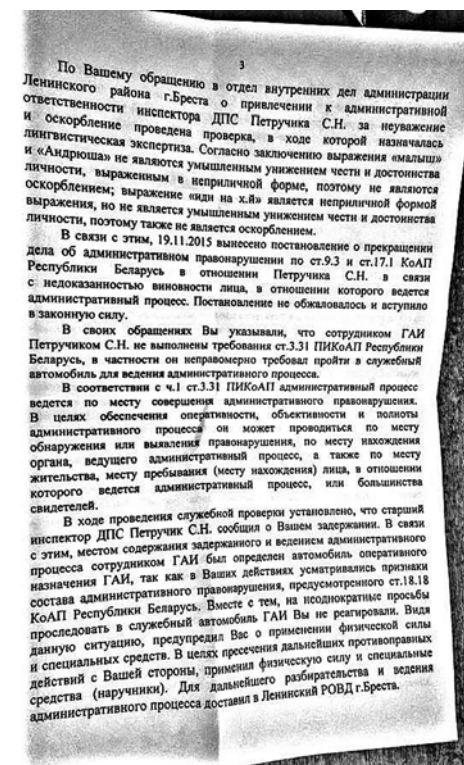 3
По Вашему обращению в отдел внутренних дел администрации
Ленинского района г.Бреста о привлечении к административной
ответственности инспектора ДПС Петручика С.Н. за неуважение
и оскорбление проведена проверка, в ходе которой назначалась
лингвистическая экспертиза. Согласно заключению выражения «малыш»
и «Андрюша» не являются умышленным унижением чести и достоинства
личности, выраженным в неприличной форме, поэтому не являются
оскорблением; выражение «иди на х.й» является неприличной формой
выражения, но не является умышленным унижением чести и достоинства
личности, поэтому также не является оскорблением.
В связи с этим, 19.11.2015 вынесено постановление о прекращении
дела об административном правонарушении по ст.9.3 и ст.17.1 КоАП
Республики Беларусь в отношении Петручика С.Н. в связи
с недоказанностью виновности лица, в отношении которого ведется
административный процесс. Постановление не обжаловалось и вступило
в законную силу.
В своих обращениях Вы указывали, что сотрудником ГАИ
Петручиком С.Н. не выполнены требования ст.3.31 ПИКоАП Республики
Беларусь, в частности он неправомерно требовал пройти в служебный
автомобиль для ведения административного процесса.
В соответствии с ч.1 ст.3.31 ПИКоАП административный процесс
ведется по месту совершения административного правонарушения.
В целях обеспечения оперативности, объективности и полноты
административного процесса он может проводиться по месту
обнаружения или выявления правонарушения, по месту нахождения
органа, ведущего административный процесс, а также по месту
жительства, месту пребывания (месту нахождения) лица, в отношении
которого ведется административный процесс, или большинства
свидетелей.
В ходе проведения служебной проверки установлено, что старший
инспектор ДПС Петручик С.Н. сообщил о Вашем задержании. В связи
с этим, местом содержания задержанного и ведением административного
процесса сотрудником ГАИ был определен автомобиль оперативного
назначения ГАИ, так как в Ваших действиях усматривались признаки
состава административного правонарушения, предусмотренного ст.18.18
КоАП Республики Беларусь. Вместе с тем, на неоднократные просьбы
проследовать в служебный автомобиль ГАИ Вы не реагировали. Видя
данную ситуацию, предупредил Вас о применении физической силы
и специальных средств. В целях пресечения дальнейших противоправных
действий с Вашей стороны, применил физическую силу и специальные
средства (наручники). Для дальнейшего разбирательства и ведения
административного процесса доставил в Ленинский РОВД г.Бреста.